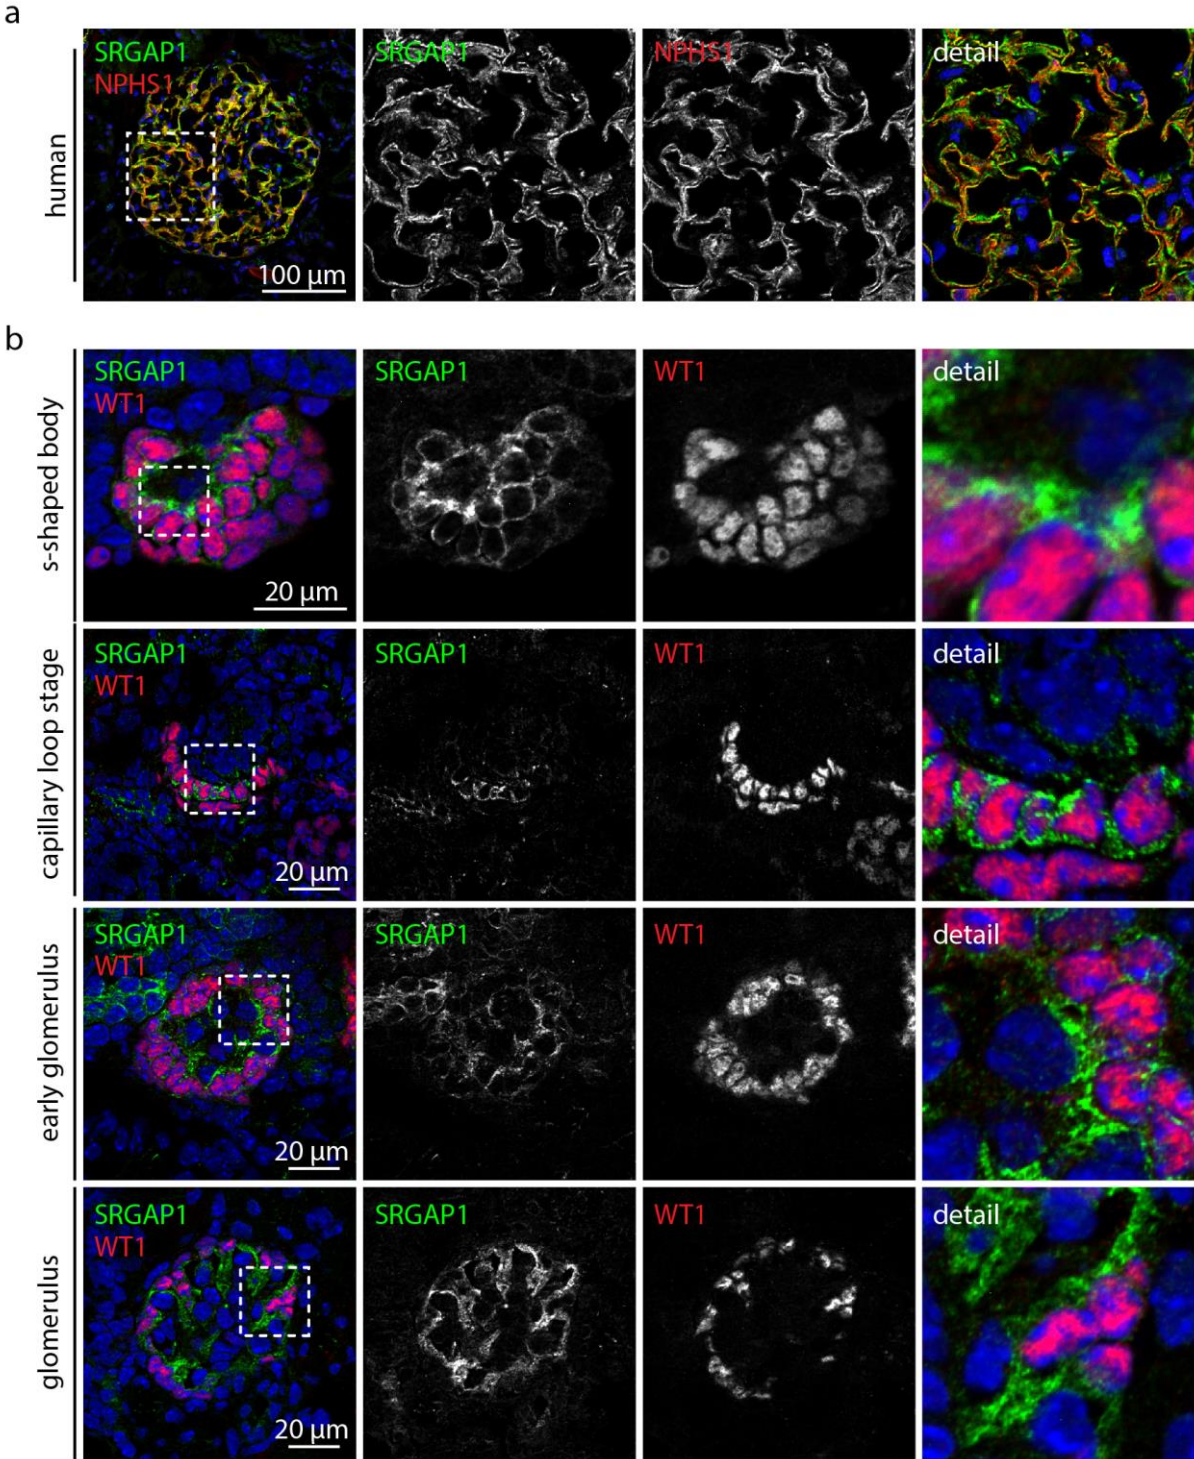 a
human
SRGAP1
NPHS1
100 µm
SRGAP1
NPHS1
detail
b
s-shaped body
SRGAP1
WT1
20 µm
SRGAP1
WT1
detail
capillary loop stage
SRGAP1
WT1
20 µm
SRGAP1
WT1
detail
early glomerulus
SRGAP1
WT1
20 µm
SRGAP1
WT1
detail
glomerulus
SRGAP1
WT1
20 µm
SRGAP1
WT1
detail